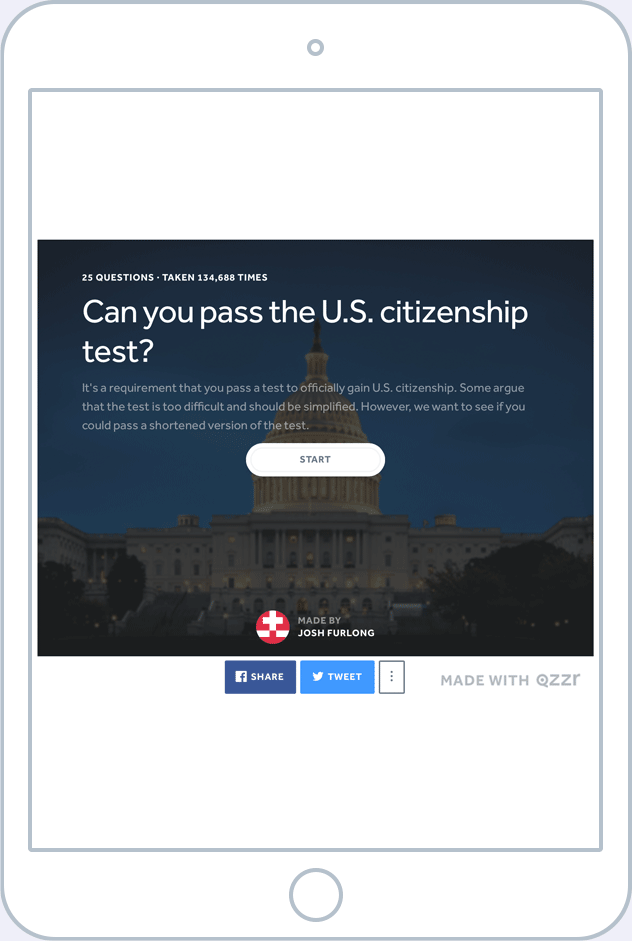 25 QUESTIONS · TAKEN 134,688 TIMES
Can you pass the U.S. citizenship
test?
It's a requirement that you pass a test to officially gain U.S. citizenship. Some argue
that the test is too difficult and should be simplified. However, we want to see if you
could pass a shortened version of the test.
START
MADE BY
JOSH FURLONG
SHARE
TWEET
MADE WITH Qzzr